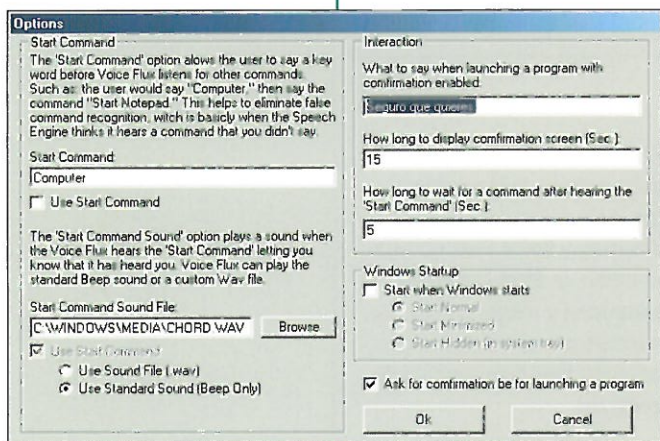 Options
Start Command
The 'Start Command' option alows the user to say a key
word before Voice Flux listens for other commands.
Such as: the user would say "Computer," then say the
command "Start Notepad." This helps to eliminate false
command recognition, witch is basicly when the Speech
Engine thinks it hears a command that you didn't say.
Start Command:
Computer
Use Start Command
The 'Start Command Sound' option plays a sound when
the Voice Flux hears the 'Start Command' letting you
know that it has heard you. Voice Flux can play the
standard Beep sound or a custom Wav file.
Start Command Sound File:
C:\WINDOWS\MEDIA\CHORD.WAV
Browse
Use Start Command
Use Sound File (.wav)
Use Standard Sound (Beep Only)
Interaction
What to say when launching a program with
comfirmation enabled:
Seguro que quieres
How long to display comfirmation screen (Sec.):
15
How long to wait for a command after hearing the
'Start Command' (Sec.):
5
Windows Startup
Start when Windows starts
Start Normal
Start Minimized
Start Hidden (in system tray)
Ask for comfirmation be for launching a program
Ok
Cancel